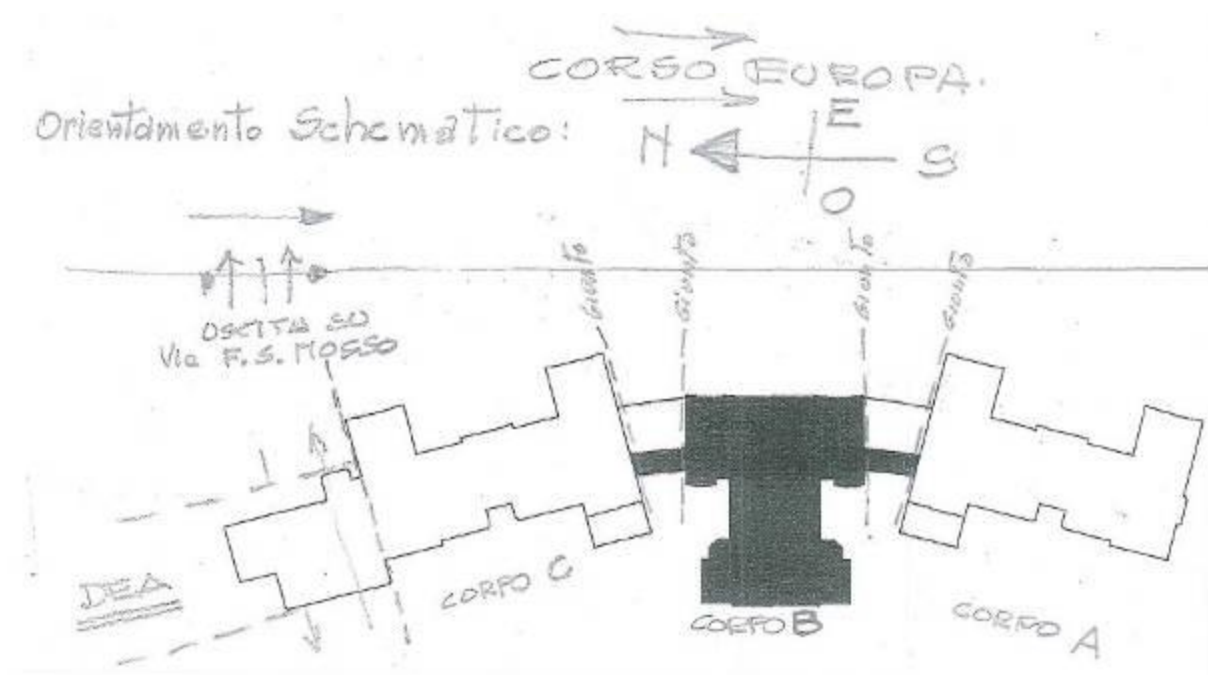 CORSO EUROPA.
Orientamento Schematico:
E
N
S
O
Giunto
Giunto
Giunto
Giunto
USCITA SU
Via F.S. MOSSO
DEA
CORPO C
CORPO B
CORPO A